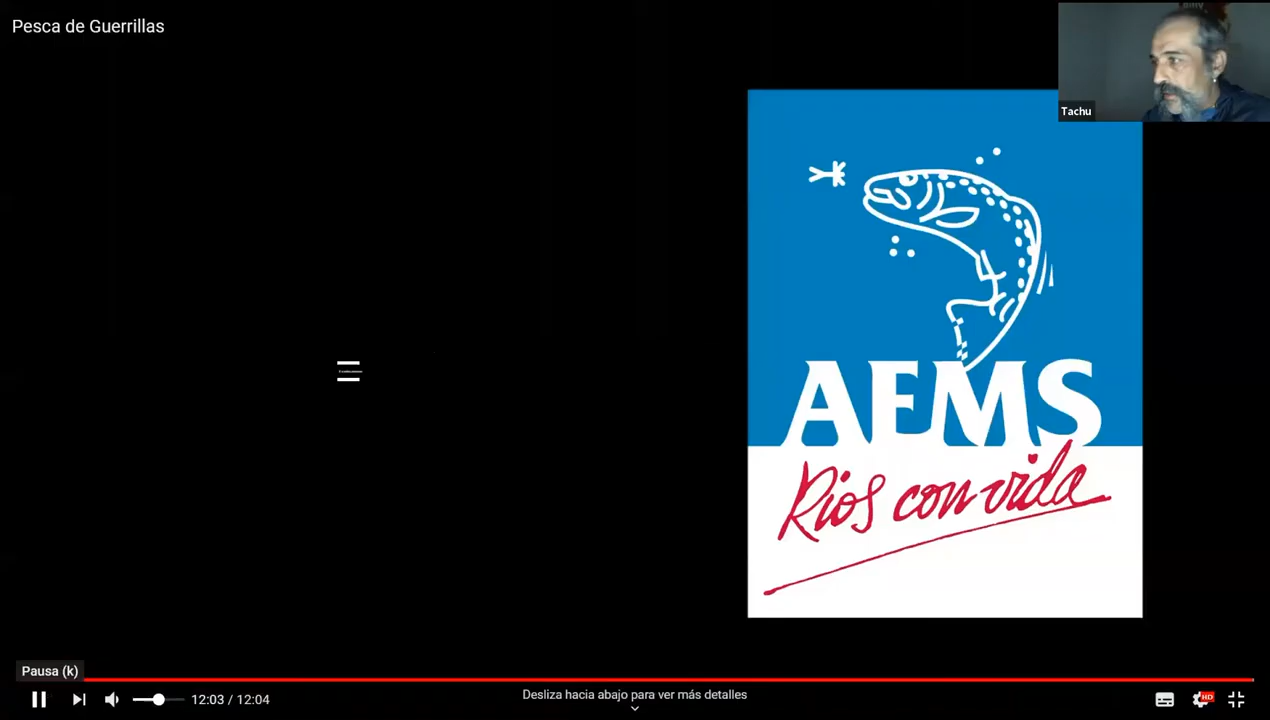 Pesca de Guerrillas
Tachu
AEMS
Rios con vida
Pausa (k)
12:03 / 12:04
Desliza hacia abajo para ver más detalles
HD